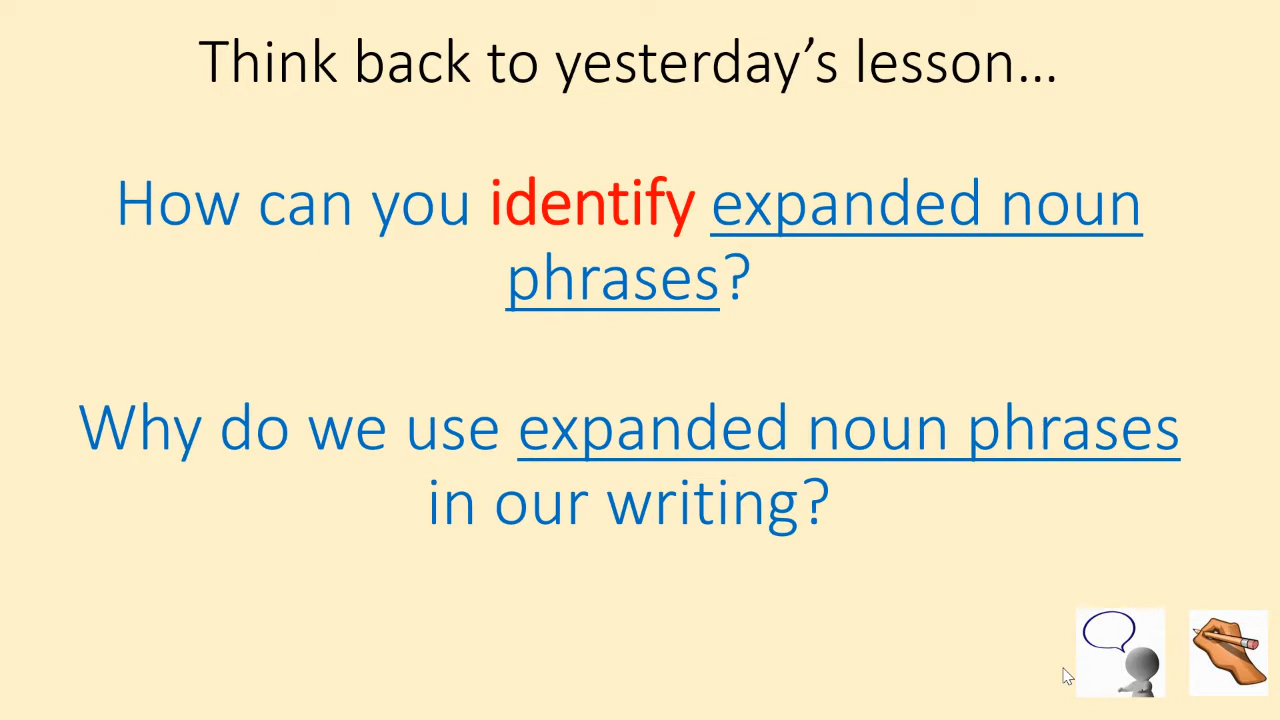 Think back to yesterday’s lesson…
How can you identify expanded noun
phrases?
Why do we use expanded noun phrases
in our writing?